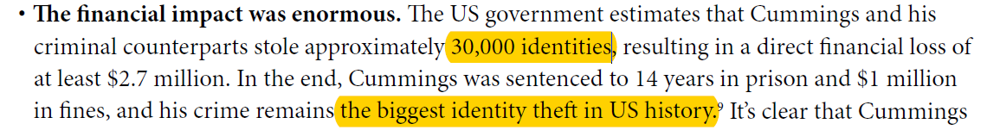 • The financial impact was enormous. The US government estimates that Cummings and his
criminal counterparts stole approximately 30,000 identities, resulting in a direct financial loss of
at least $2.7 million. In the end, Cummings was sentenced to 14 years in prison and $1 million
in fines, and his crime remains the biggest identity theft in US history.⁹ It’s clear that Cummings